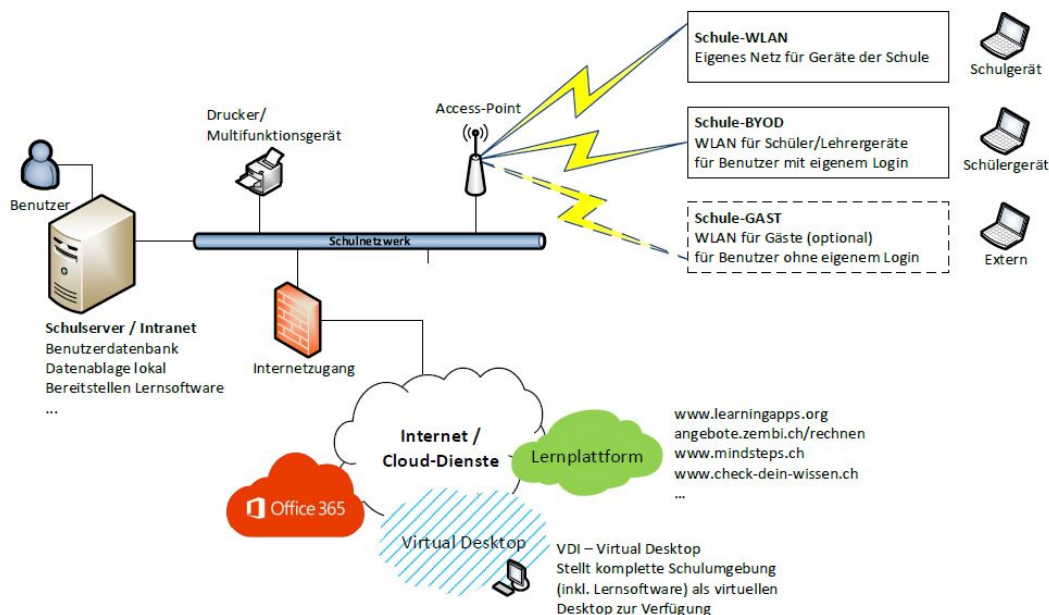 Schule-WLAN
Eigenes Netz für Geräte der Schule
Schulgerät
Drucker/
Multifunktionsgerät
Access-Point
Schule-BYOD
WLAN für Schüler/Lehrergeräte
für Benutzer mit eigenem Login
Schülergerät
Benutzer
Schulnetzwerk
Schule-GAST
WLAN für Gäste (optional)
für Benutzer ohne eigenem Login
Extern
Schulserver / Intranet
Benutzerdatenbank
Datenablage lokal
Bereitstellen Lernsoftware
...
Internetzugang
Internet /
Cloud-Dienste
Lernplattform
www.learningapps.org
angebote.zembi.ch/rechnen
www.mindsteps.ch
www.check-dein-wissen.ch
...
Office 365
Virtual Desktop
VDI – Virtual Desktop
Stellt komplette Schulumgebung
(inkl. Lernsoftware) als virtuellen
Desktop zur Verfügung